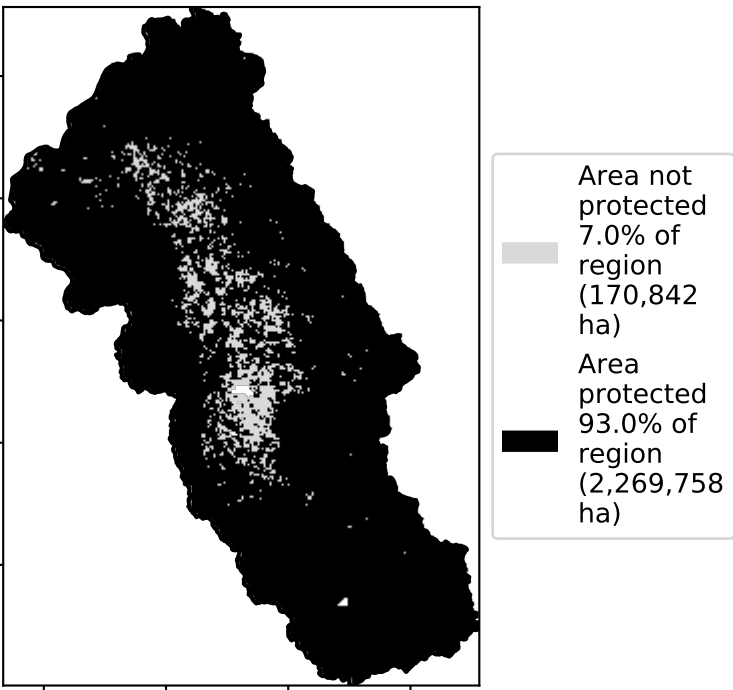 Area not
protected
7.0% of
region
(170,842
ha)
Area
protected
93.0% of
region
(2,269,758
ha)